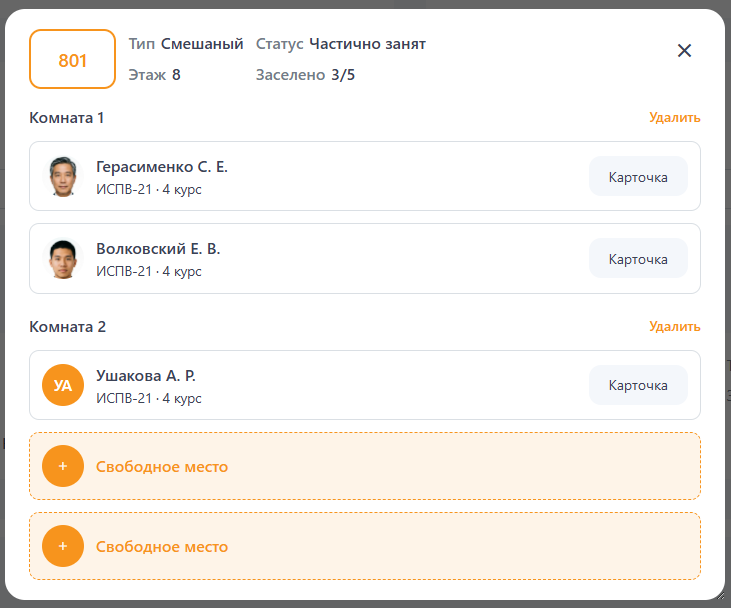 801
Тип Смешаный Статус Частично занят
Этаж 8 Заселено 3/5
Комната 1 Удалить
Герасименко С. Е.
ИСПВ-21 · 4 курс
Карточка
Волковский Е. В.
ИСПВ-21 · 4 курс
Карточка
Комната 2 Удалить
УА
Ушакова А. Р.
ИСПВ-21 · 4 курс
Карточка
+ Свободное место
+ Свободное место